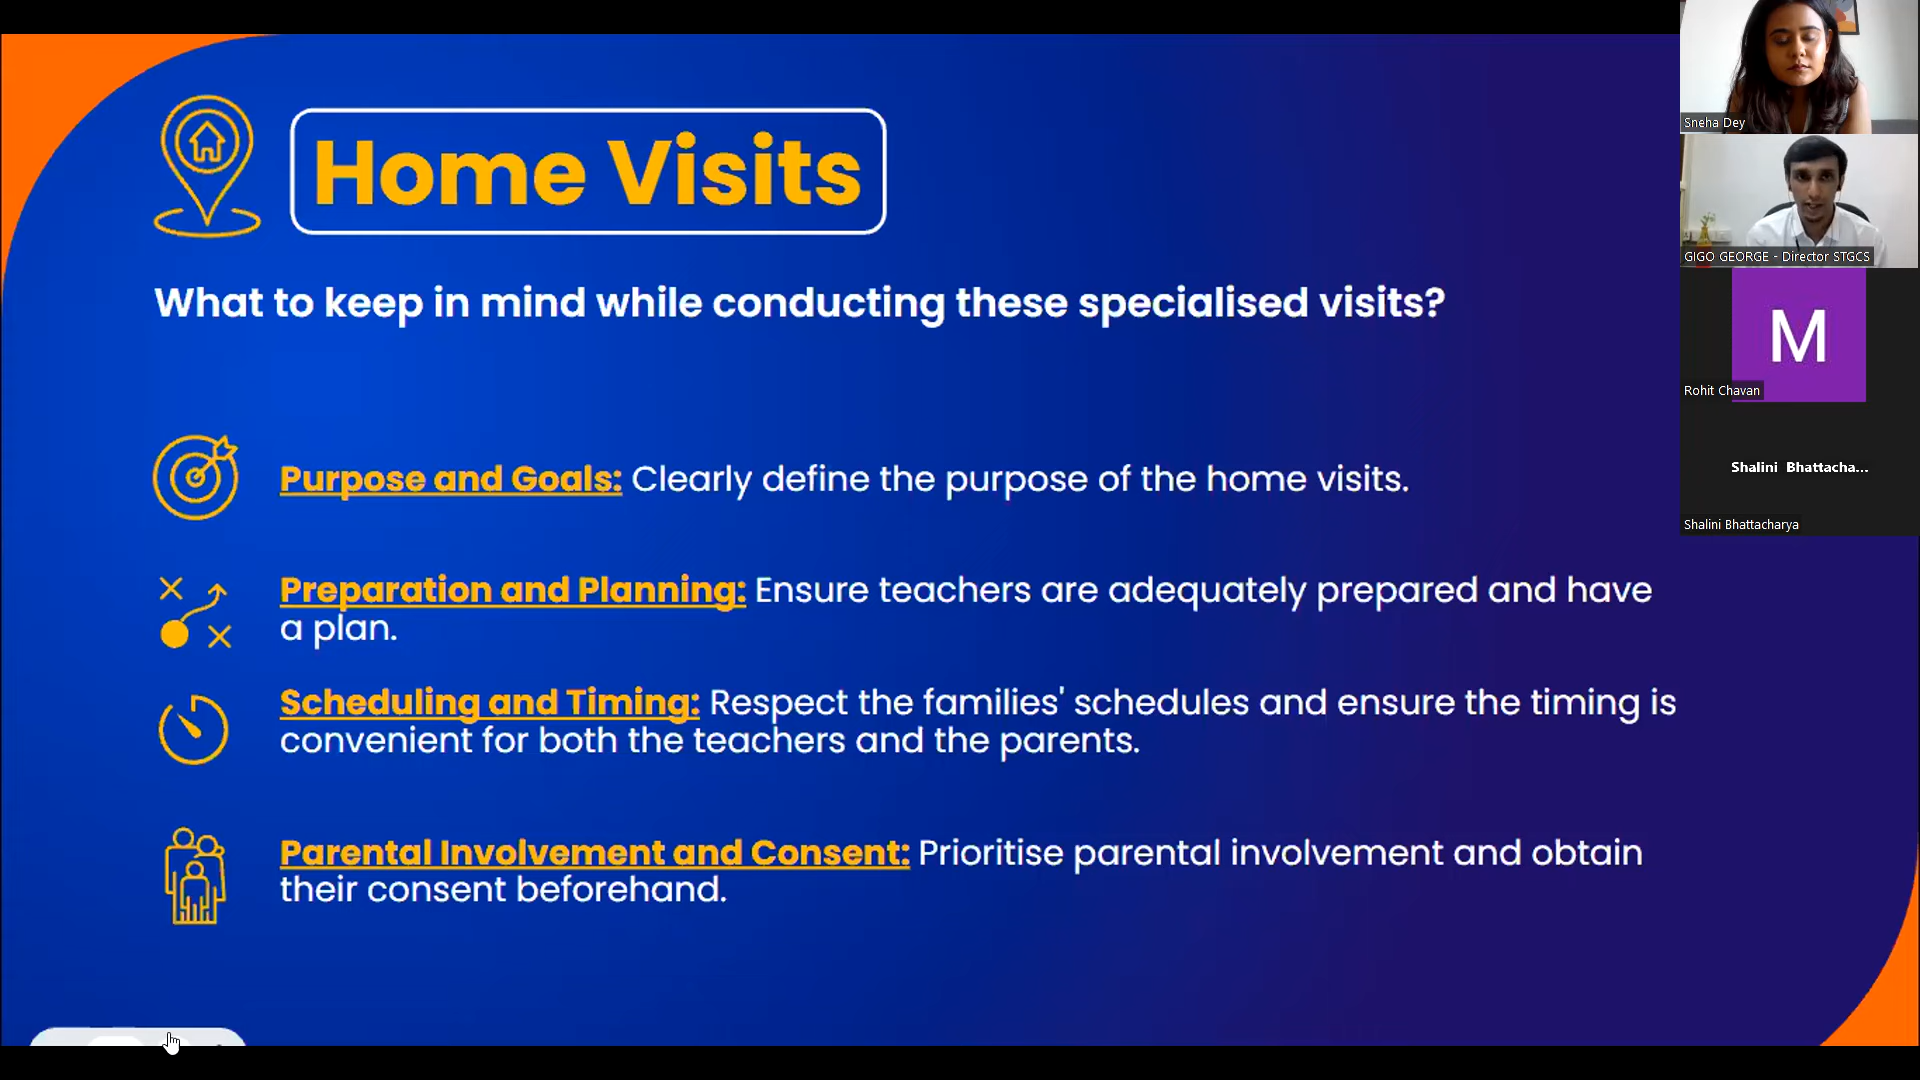 Home Visits
What to keep in mind while conducting these specialised visits?
Purpose and Goals: Clearly define the purpose of the home visits.
Preparation and Planning: Ensure teachers are adequately prepared and have
a plan.
Scheduling and Timing: Respect the families' schedules and ensure the timing is
convenient for both the teachers and the parents.
Parental Involvement and Consent: Prioritise parental involvement and obtain
their consent beforehand.
Sneha Dey
GIGO GEORGE - Director STGCS
M
Rohit Chavan
Shalini Bhattacha...
Shalini Bhattacharya